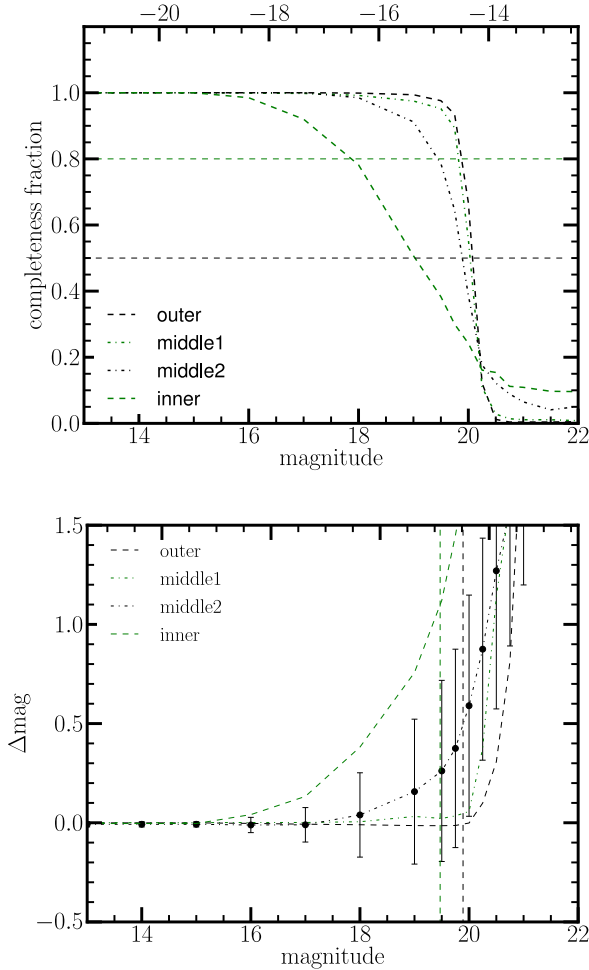 −20 −18 −16 −14
1.0
0.8
0.6
0.4
0.2
0.0
completeness fraction
outer
middle1
middle2
inner
14 16 18 20 22
magnitude
1.5
1.0
0.5
0.0
−0.5
Δmag
outer
middle1
middle2
inner
14 16 18 20 22
magnitude